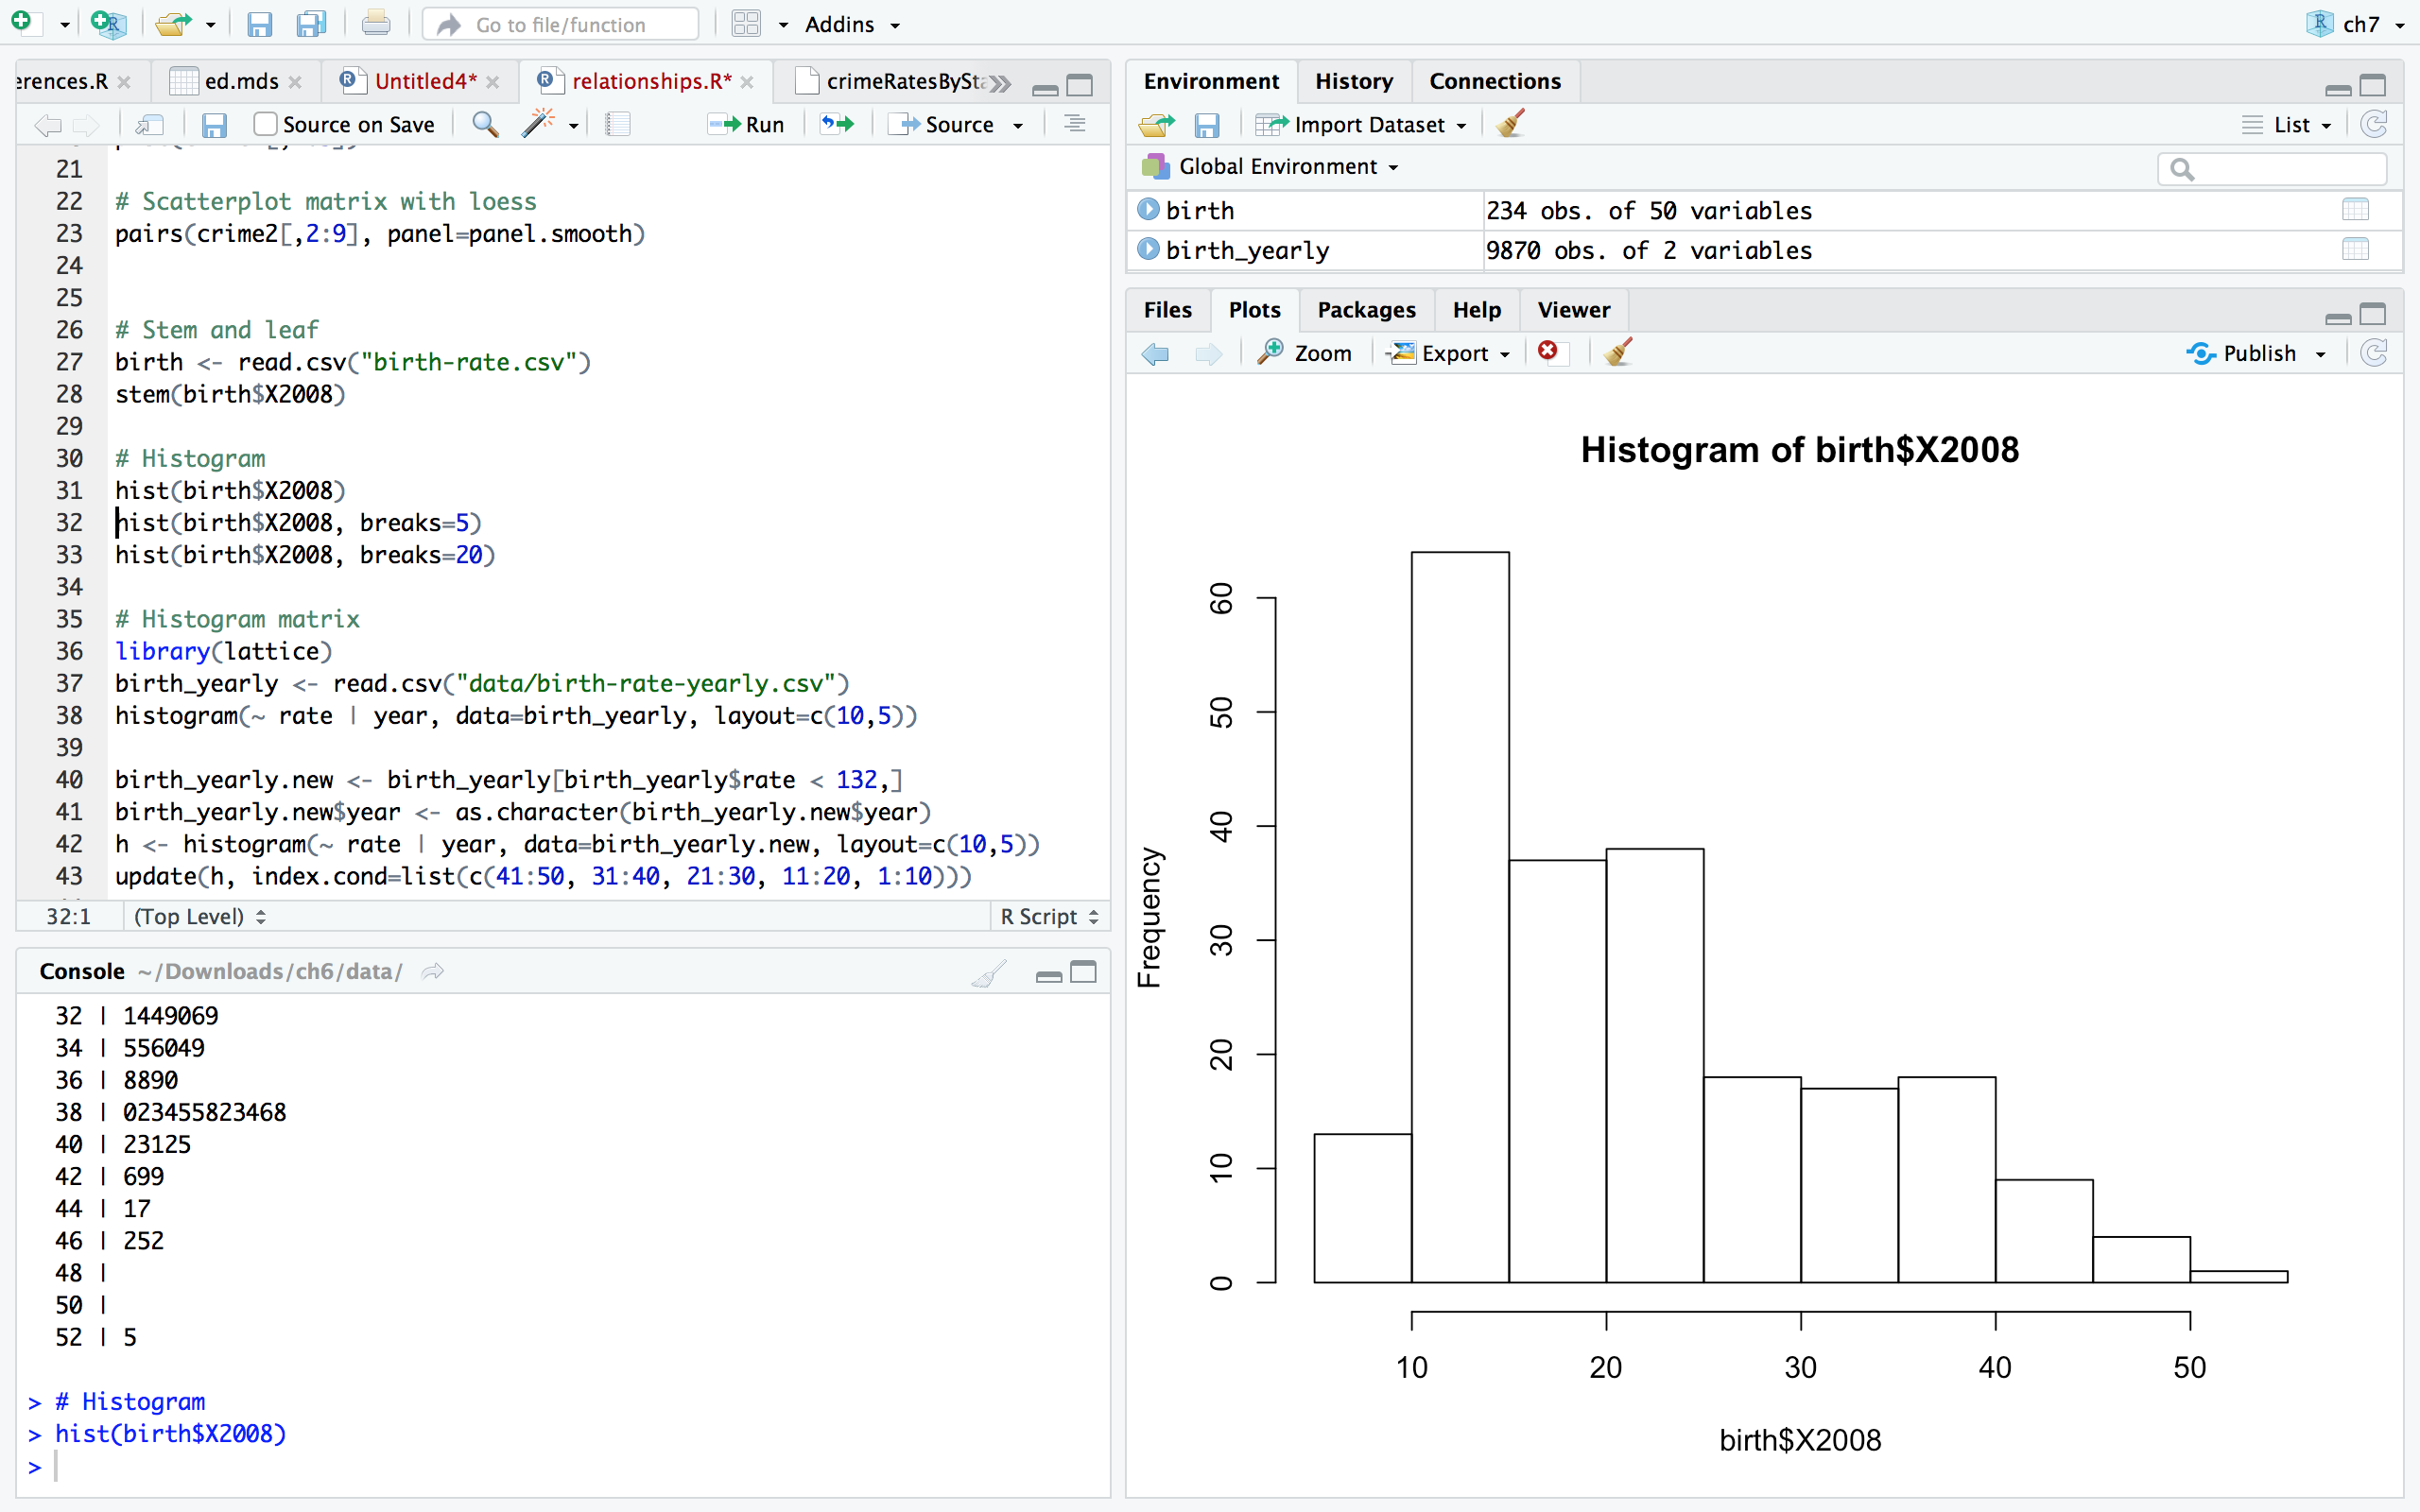 Go to file/function
Addins
ch7
erences.R
ed.mds
Untitled4*
relationships.R*
crimeRatesBySta
Source on Save
Run
Source
21
22 # Scatterplot matrix with loess
23 pairs(crime2[,2:9], panel=panel.smooth)
24
25
26 # Stem and leaf
27 birth <- read.csv("birth-rate.csv")
28 stem(birth$X2008)
29
30 # Histogram
31 hist(birth$X2008)
32 hist(birth$X2008, breaks=5)
33 hist(birth$X2008, breaks=20)
34
35 # Histogram matrix
36 library(lattice)
37 birth_yearly <- read.csv("data/birth-rate-yearly.csv")
38 histogram(~ rate | year, data=birth_yearly, layout=c(10,5))
39
40 birth_yearly.new <- birth_yearly[birth_yearly$rate < 132,]
41 birth_yearly.new$year <- as.character(birth_yearly.new$year)
42 h <- histogram(~ rate | year, data=birth_yearly.new, layout=c(10,5))
43 update(h, index.cond=list(c(41:50, 31:40, 21:30, 11:20, 1:10)))
32:1 (Top Level) R Script
Console ~/Downloads/ch6/data/
32 | 1449069
34 | 556049
36 | 8890
38 | 023455823468
40 | 23125
42 | 699
44 | 17
46 | 252
48 |
50 |
52 | 5
> # Histogram
> hist(birth$X2008)
>
Environment History Connections
Import Dataset
List
Global Environment
birth 234 obs. of 50 variables
birth_yearly 9870 obs. of 2 variables
Files Plots Packages Help Viewer
Zoom Export Publish
Histogram of birth$X2008
Frequency
60
50
40
30
20
10
0
10 20 30 40 50
birth$X2008